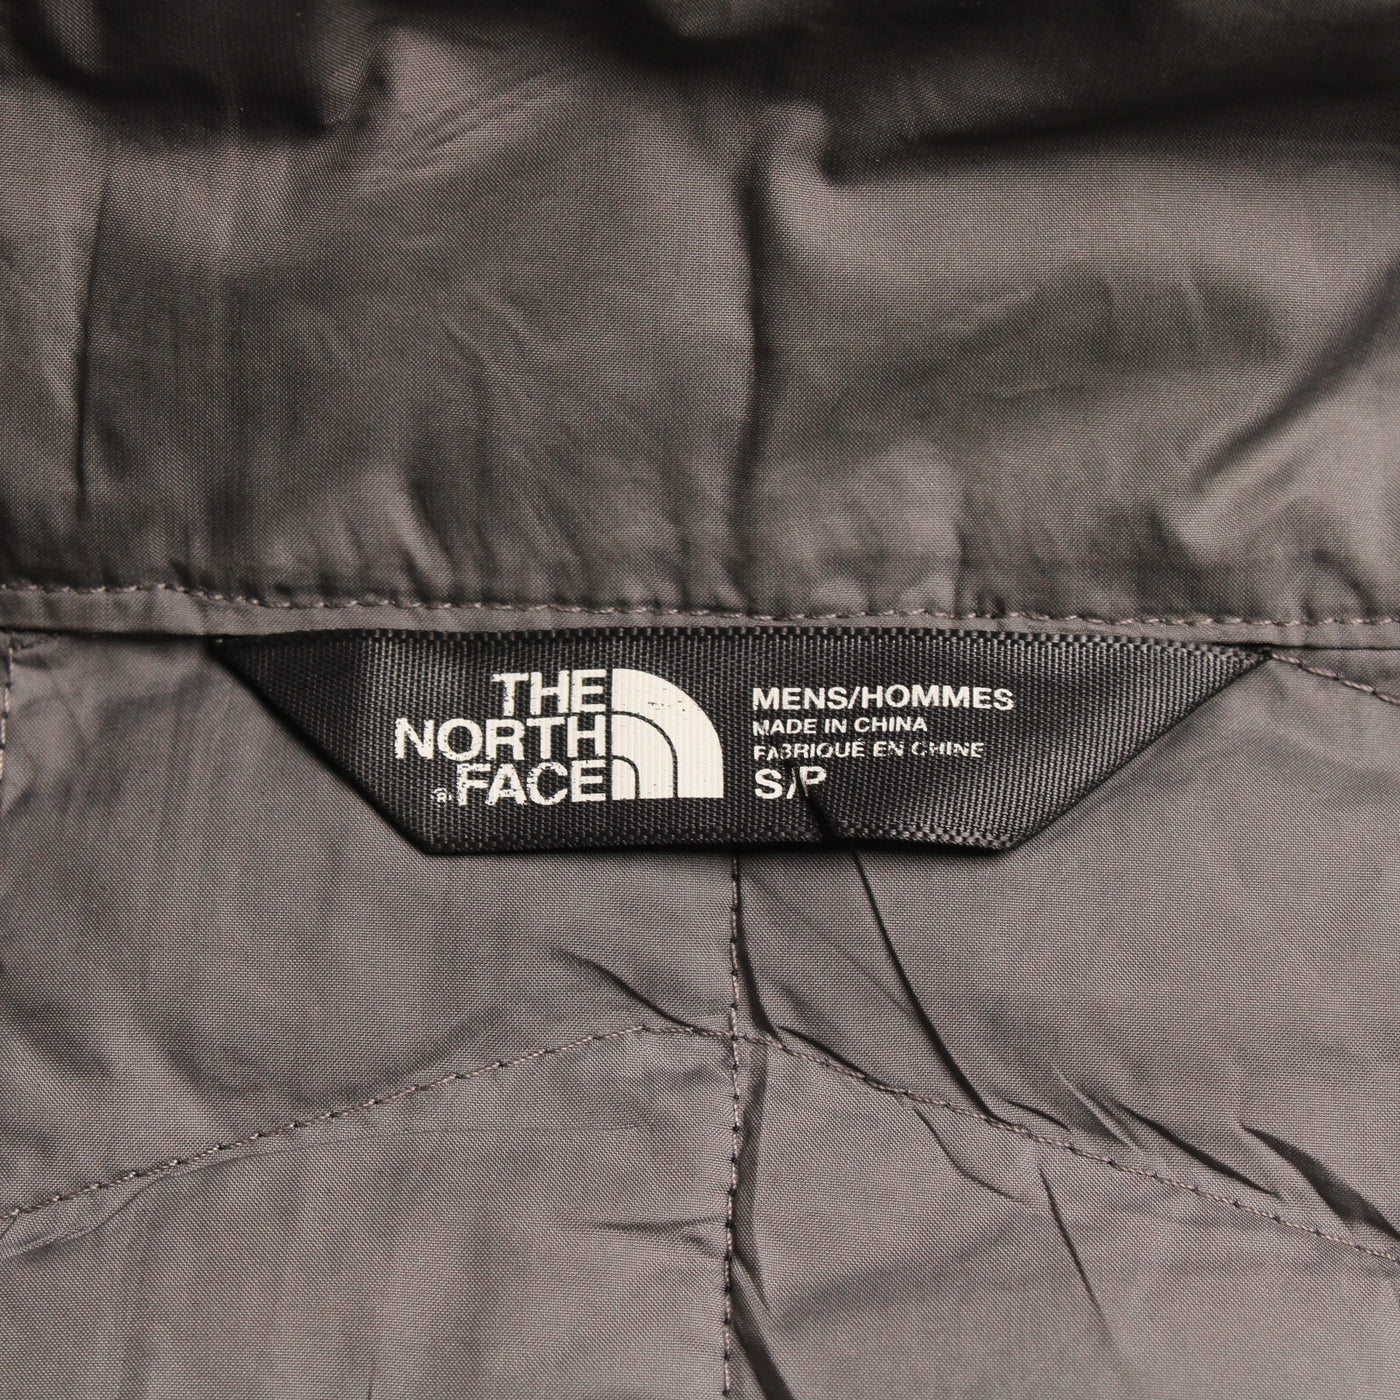 THE
NORTH
FACE
MENS/HOMMES
MADE IN CHINA
FABRIQUÉ EN CHINE
S/P